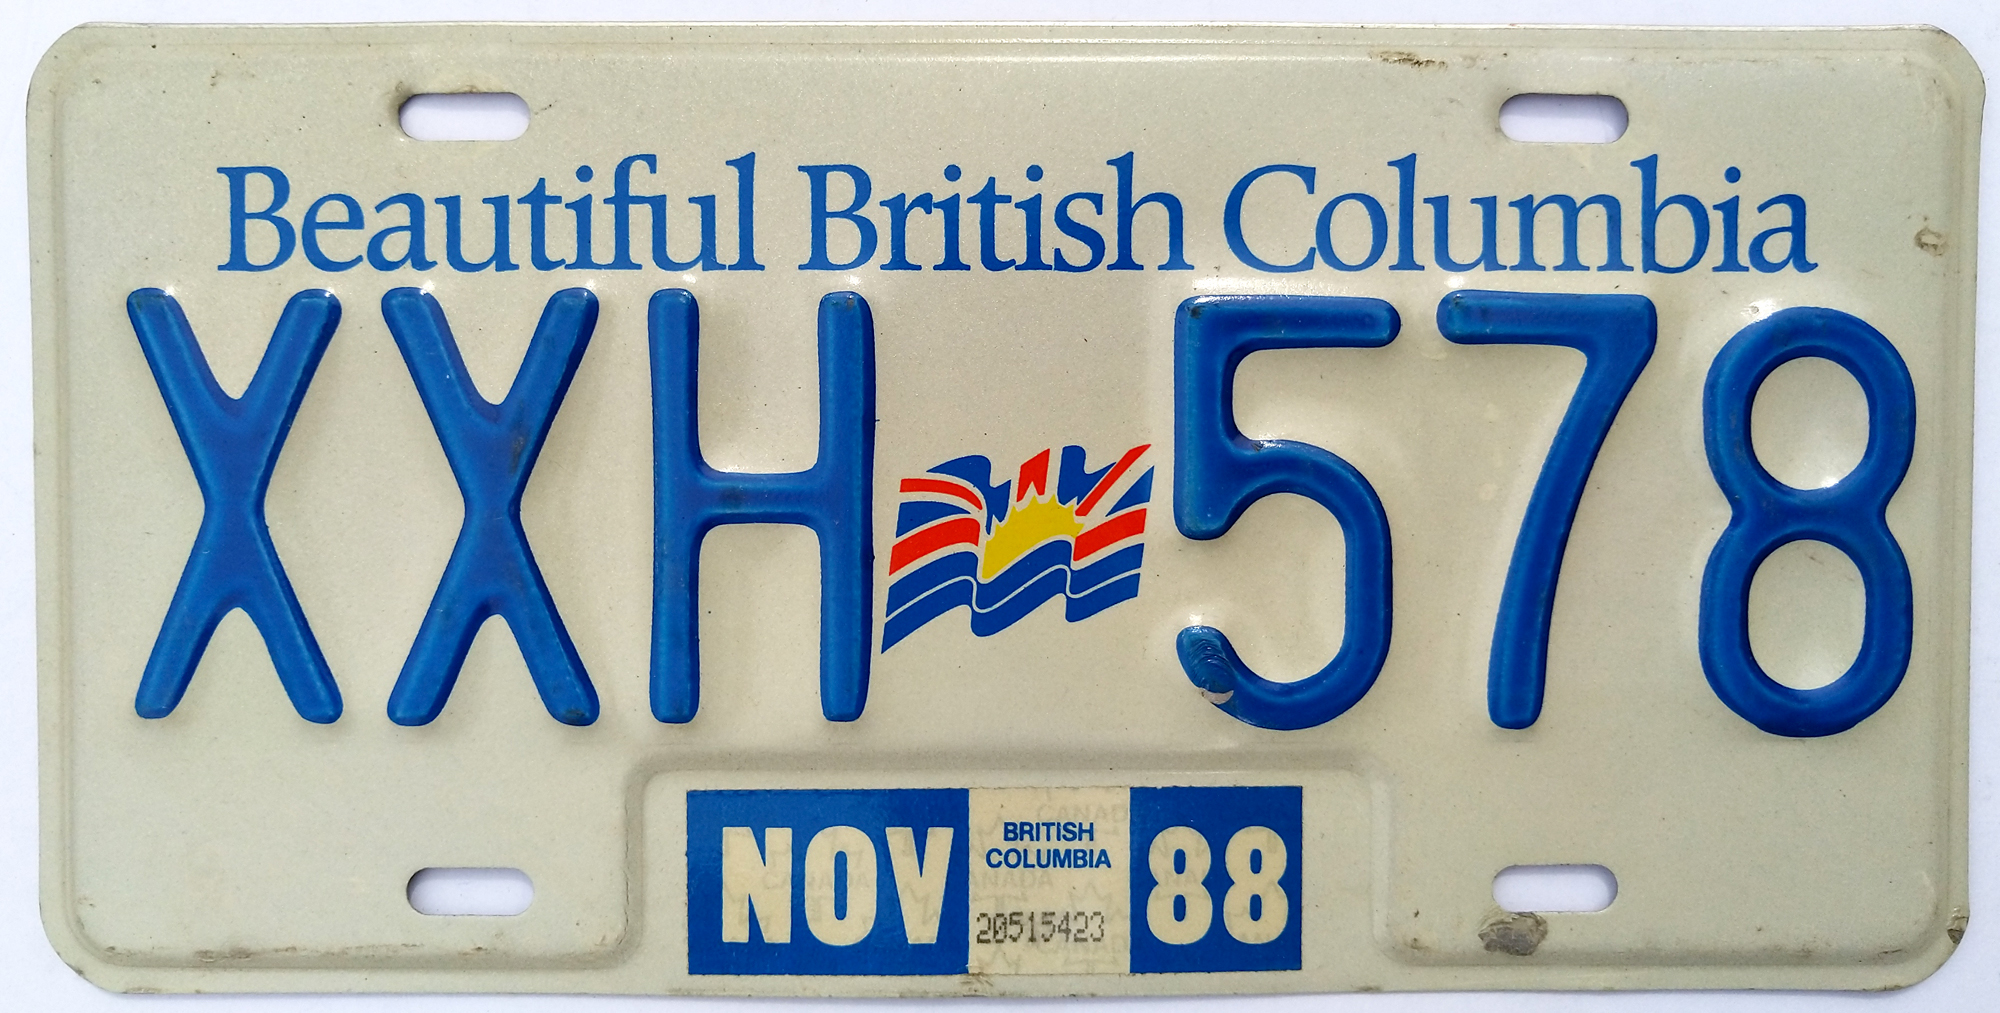 Beautiful British Columbia
XXH 578
NOV BRITISH COLUMBIA 88
20515423